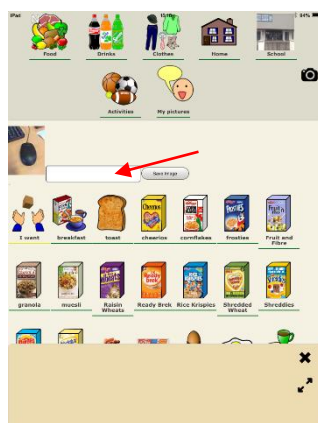 iPad 94%
Food Drinks Clothes Home School
Activities My pictures
Save Image
I want breakfast toast cheerios cornflakes frosties Fruit and Fibre
granola muesli Raisin Wheats Ready Brek Rice Krispies Shredded Wheat Shreddies